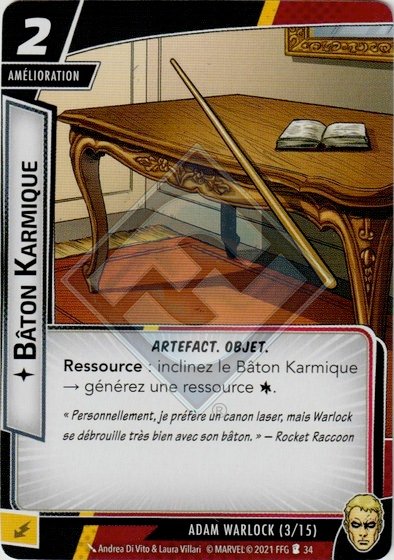 2
AMÉLIORATION
BÂTON KARMIQUE
ARTEFACT. OBJET.
Ressource : inclinez le Bâton Karmique
→ générez une ressource ✷.
« Personnellement, je préfère un canon laser, mais Warlock
se débrouille très bien avec son bâton. » — Rocket Raccoon
®
ADAM WARLOCK (3/15)
Andrea Di Vito & Laura Villari © MARVEL © 2021 FFG 34